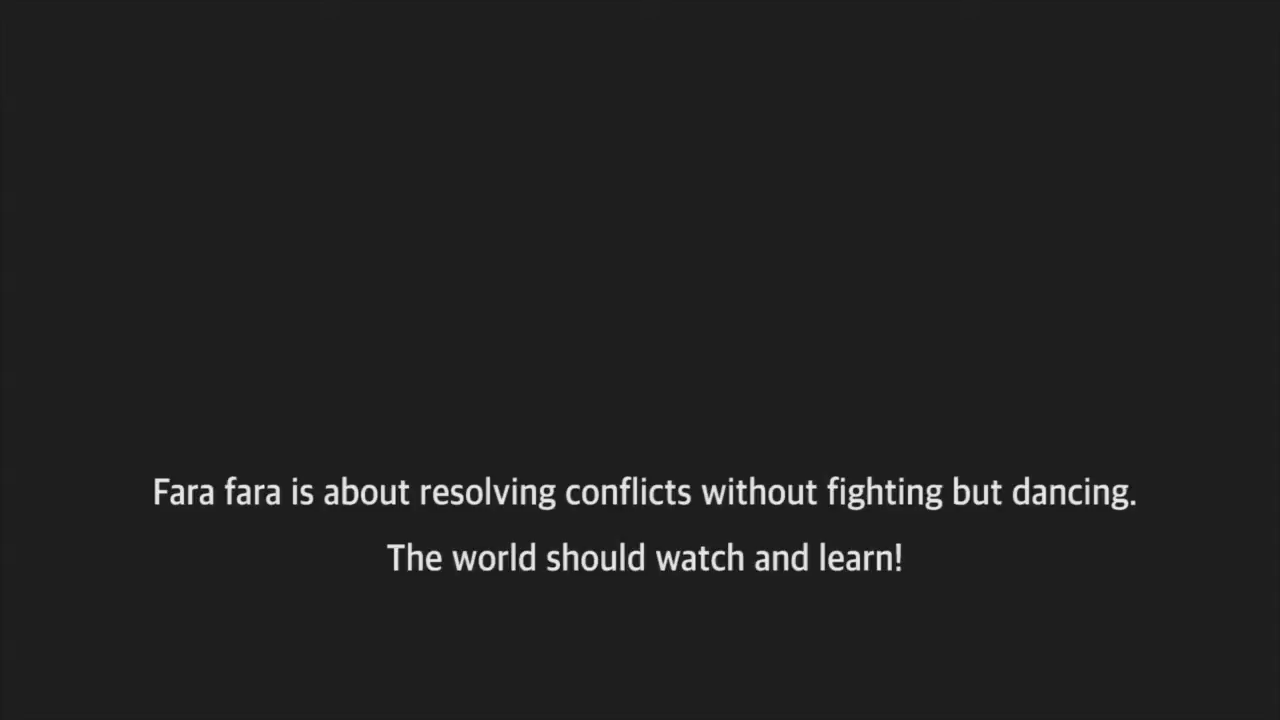 Fara fara is about resolving conflicts without fighting but dancing.
The world should watch and learn!